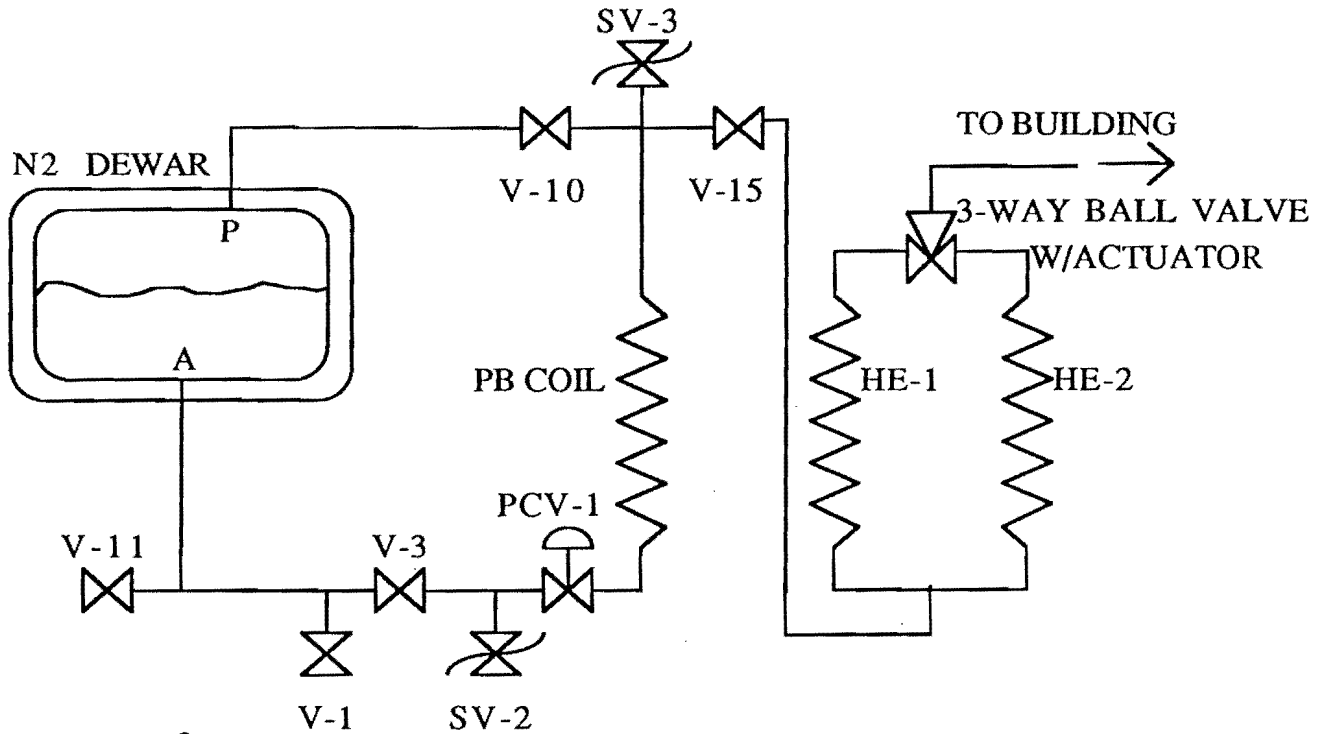 SV-3
TO BUILDING
N2 DEWAR
V-10
V-15
P
3-WAY BALL VALVE
W/ACTUATOR
A
PB COIL
HE-1
HE-2
PCV-1
V-11
V-3
V-1
SV-2